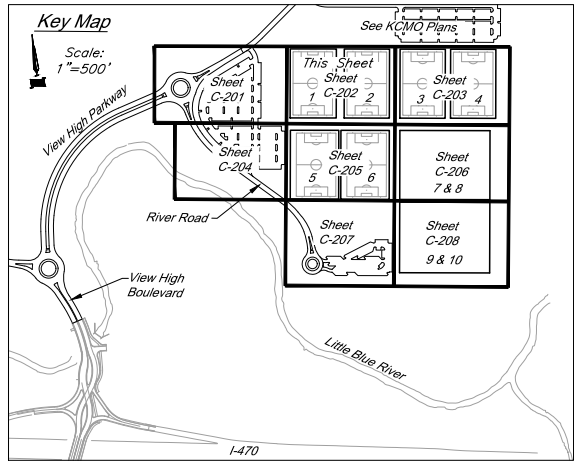 Key Map
Scale:
1"=500'
See KCMO Plans
This Sheet
Sheet
C-202
1
2
Sheet
C-201
Sheet
C-203
3
4
View High Parkway
Sheet
C-204
Sheet
C-205
5
6
Sheet
C-206
7 & 8
River Road
Sheet
C-207
Sheet
C-208
9 & 10
View High
Boulevard
Little Blue River
I-470